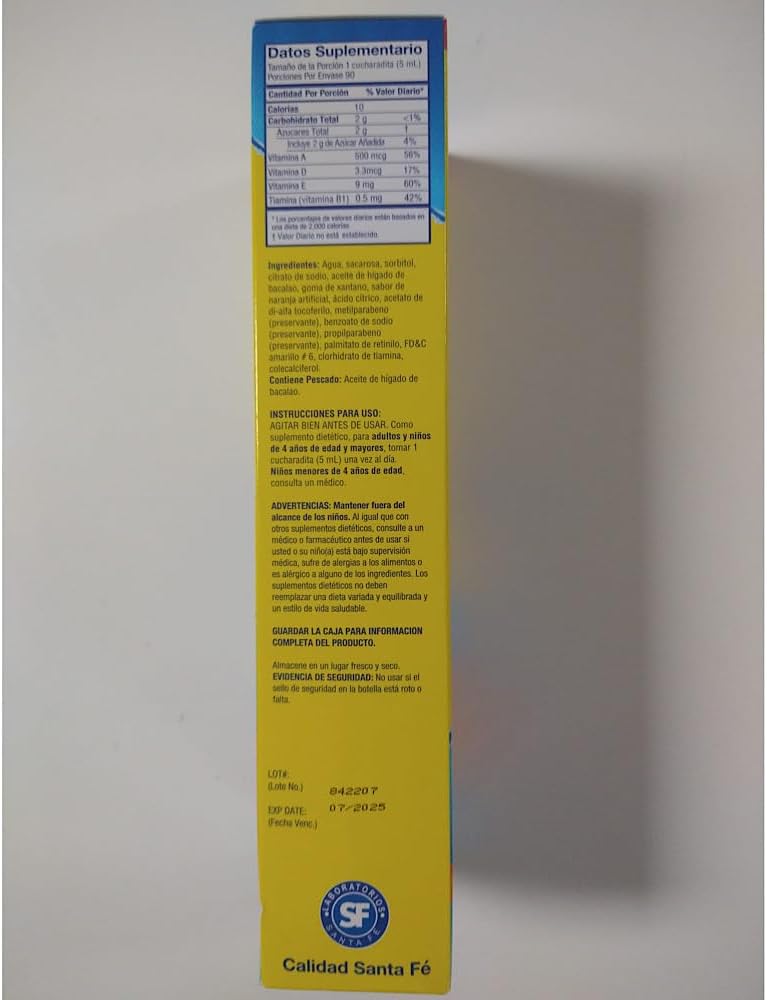 Datos Suplementario
Tamaño de la Porción 1 cucharadita (5 mL)
Porciones Por Envase 90
Cantidad Por Porción % Valor Diario*
Calorias 10
Carbohidrato Total 2 g <1%
Azucares Total 2 g †
Incluye 2 g de Azúcar Añadida 4%
Vitamina A 500 mcg 56%
Vitamina D 3.3mcg 17%
Vitamina E 9 mg 60%
Tiamina (vitamina B1) 0.5 mg 42%
* Los porcentajes de valores diarios están basados en
una dieta de 2,000 calorías
† Valor Diario no está establecido
Ingredientes: Agua, sacarosa, sorbitol,
citrato de sodio, aceite de hígado de
bacalao, goma de xantano, sabor de
naranja artificial, ácido cítrico, acetato de
dl-alfa tocoferilo, metilparabeno
(preservante), benzoato de sodio
(preservante), propilparabeno
(preservante), palmitato de retinilo, FD&C
amarillo # 6, clorhidrato de tiamina,
colecalciferol.
Contiene Pescado: Aceite de hígado de
bacalao.
INSTRUCCIONES PARA USO:
AGITAR BIEN ANTES DE USAR. Como
suplemento dietético, para adultos y niños
de 4 años de edad y mayores, tomar 1
cucharadita (5 mL) una vez al día.
Niños menores de 4 años de edad,
consulta un médico.
ADVERTENCIAS: Mantener fuera del
alcance de los niños. Al igual que con
otros suplementos dietéticos, consulte a un
médico o farmacéutico antes de usar si
usted o su niño(a) está bajo supervisión
médica, sufre de alergias a los alimentos o
es alérgico a alguno de los ingredientes. Los
suplementos dietéticos no deben
reemplazar una dieta variada y equilibrada y
un estilo de vida saludable.
GUARDAR LA CAJA PARA INFORMACION
COMPLETA DEL PRODUCTO.
Almacene en un lugar fresco y seco.
EVIDENCIA DE SEGURIDAD: No usar si el
sello de seguridad en la botella está roto o
falta.
LOT#:
(Lote No.) 842207
EXP DATE: 07/2025
(Fecha Venc.)
LABORATORIOS
SF
SANTA FE
Calidad Santa Fé